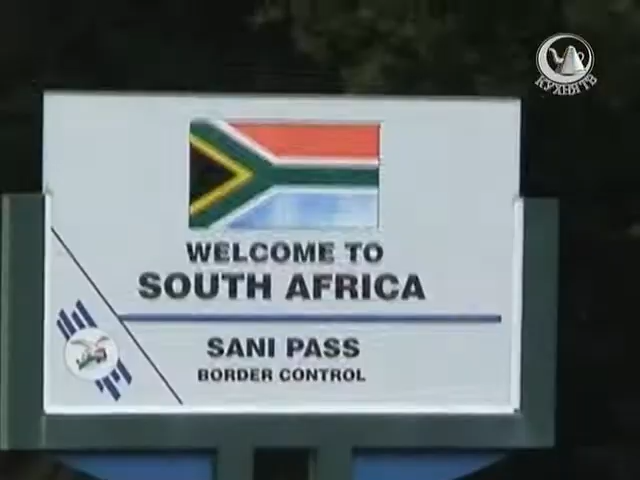 КУХНЯ ТВ
WELCOME TO
SOUTH AFRICA
SANI PASS
BORDER CONTROL